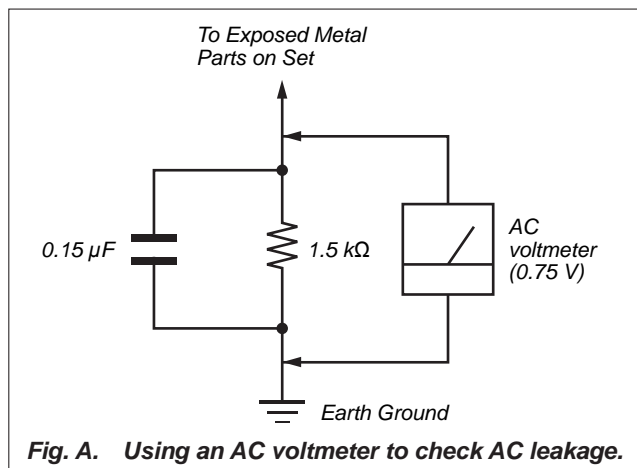 To Exposed Metal
Parts on Set
0.15 µF
1.5 kΩ
AC
voltmeter
(0.75 V)
Earth Ground
Fig. A. Using an AC voltmeter to check AC leakage.